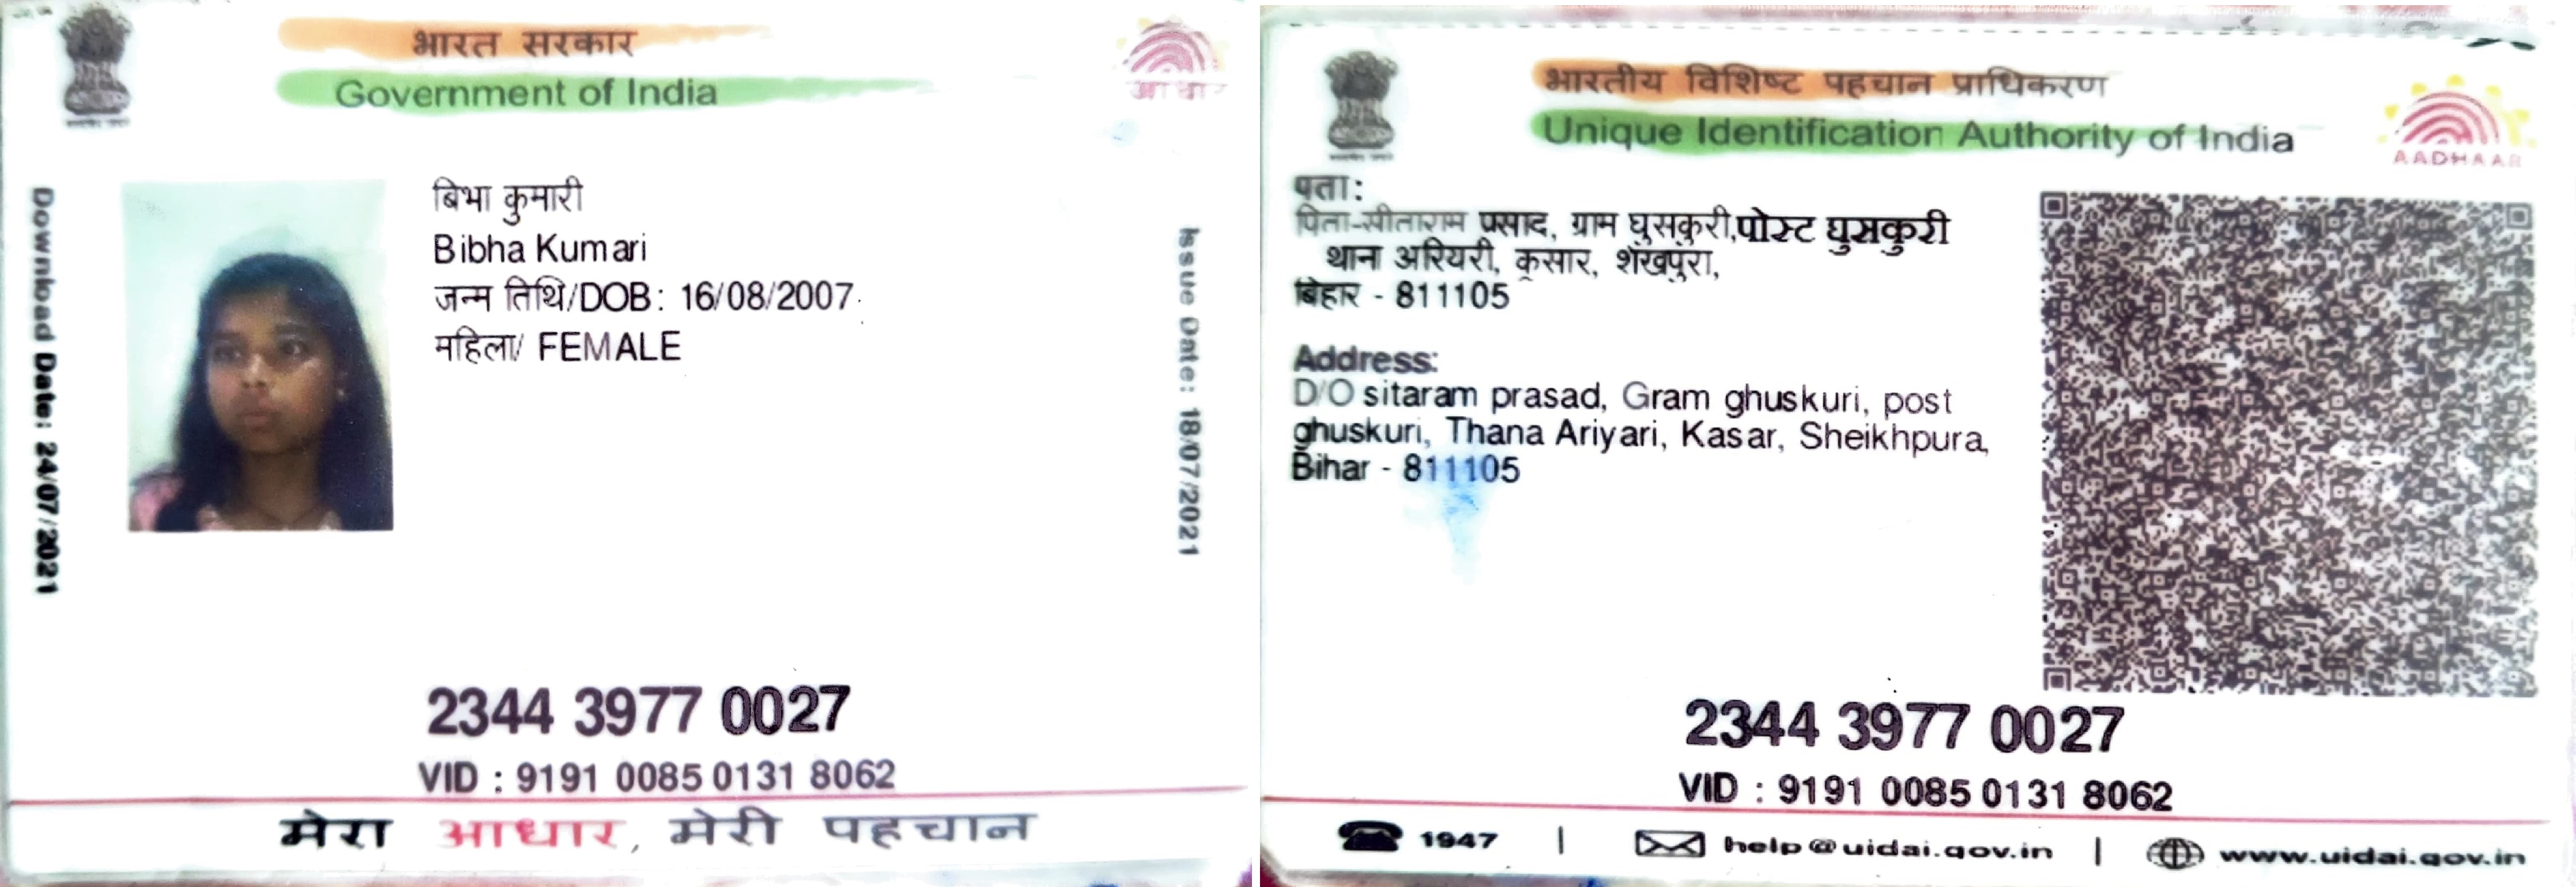 भारत सरकार
Government of India
आधार
Download Date: 24/07/2021
बिभा कुमारी
Bibha Kumari
जन्म तिथि/DOB: 16/08/2007
महिला/ FEMALE
Issue Date: 18/07/2021
2344 3977 0027
VID : 9191 0085 0131 8062
मेरा आधार, मेरी पहचान
भारतीय विशिष्ट पहचान प्राधिकरण
Unique Identification Authority of India
AADHAAR
पता:
पिता-सीताराम प्रसाद, ग्राम घुसकुरी,पोस्ट घुसकुरी
थाना अरियरी, कसार, शेखपुरा,
बिहार - 811105
Address:
D/O sitaram prasad, Gram ghuskuri, post
ghuskuri, Thana Ariyari, Kasar, Sheikhpura,
Bihar - 811105
2344 3977 0027
VID : 9191 0085 0131 8062
1947 | help@uidai.gov.in | www.uidai.gov.in